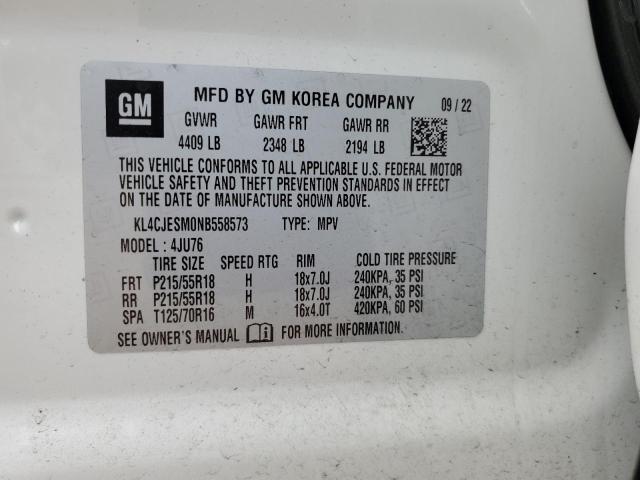 GM
MFD BY GM KOREA COMPANY 09 / 22
GVWR GAWR FRT GAWR RR
4409 LB 2348 LB 2194 LB
THIS VEHICLE CONFORMS TO ALL APPLICABLE U.S. FEDERAL MOTOR
VEHICLE SAFETY AND THEFT PREVENTION STANDARDS IN EFFECT
ON THE DATE OF MANUFACTURE SHOWN ABOVE.
KL4CJESM0NB558573 TYPE: MPV
MODEL : 4JU76
TIRE SIZE SPEED RTG RIM COLD TIRE PRESSURE
FRT P215/55R18 H 18x7.0J 240KPA, 35 PSI
RR P215/55R18 H 18x7.0J 240KPA, 35 PSI
SPA T125/70R16 M 16x4.0T 420KPA, 60 PSI
SEE OWNER'S MANUAL FOR MORE INFORMATION.